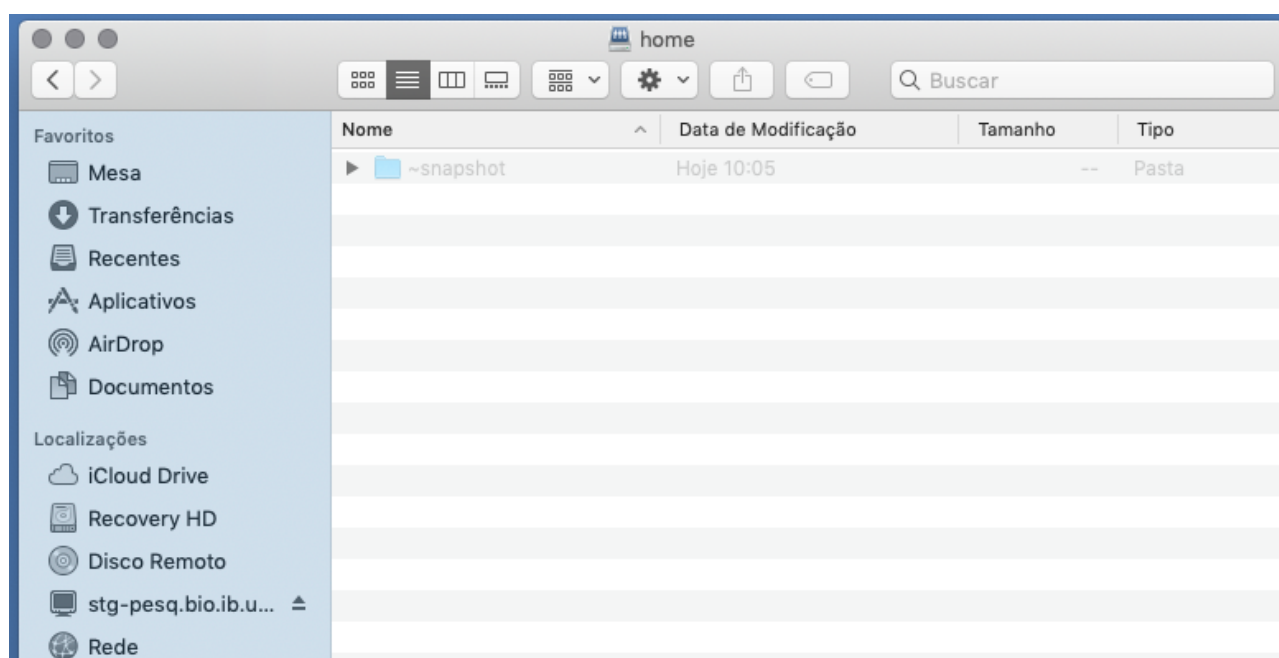 home
Buscar
Favoritos
Mesa
Transferências
Recentes
Aplicativos
AirDrop
Documentos
Localizações
iCloud Drive
Recovery HD
Disco Remoto
stg-pesq.bio.ib.u...
Rede
Nome Data de Modificação Tamanho Tipo
~snapshot Hoje 10:05 -- Pasta